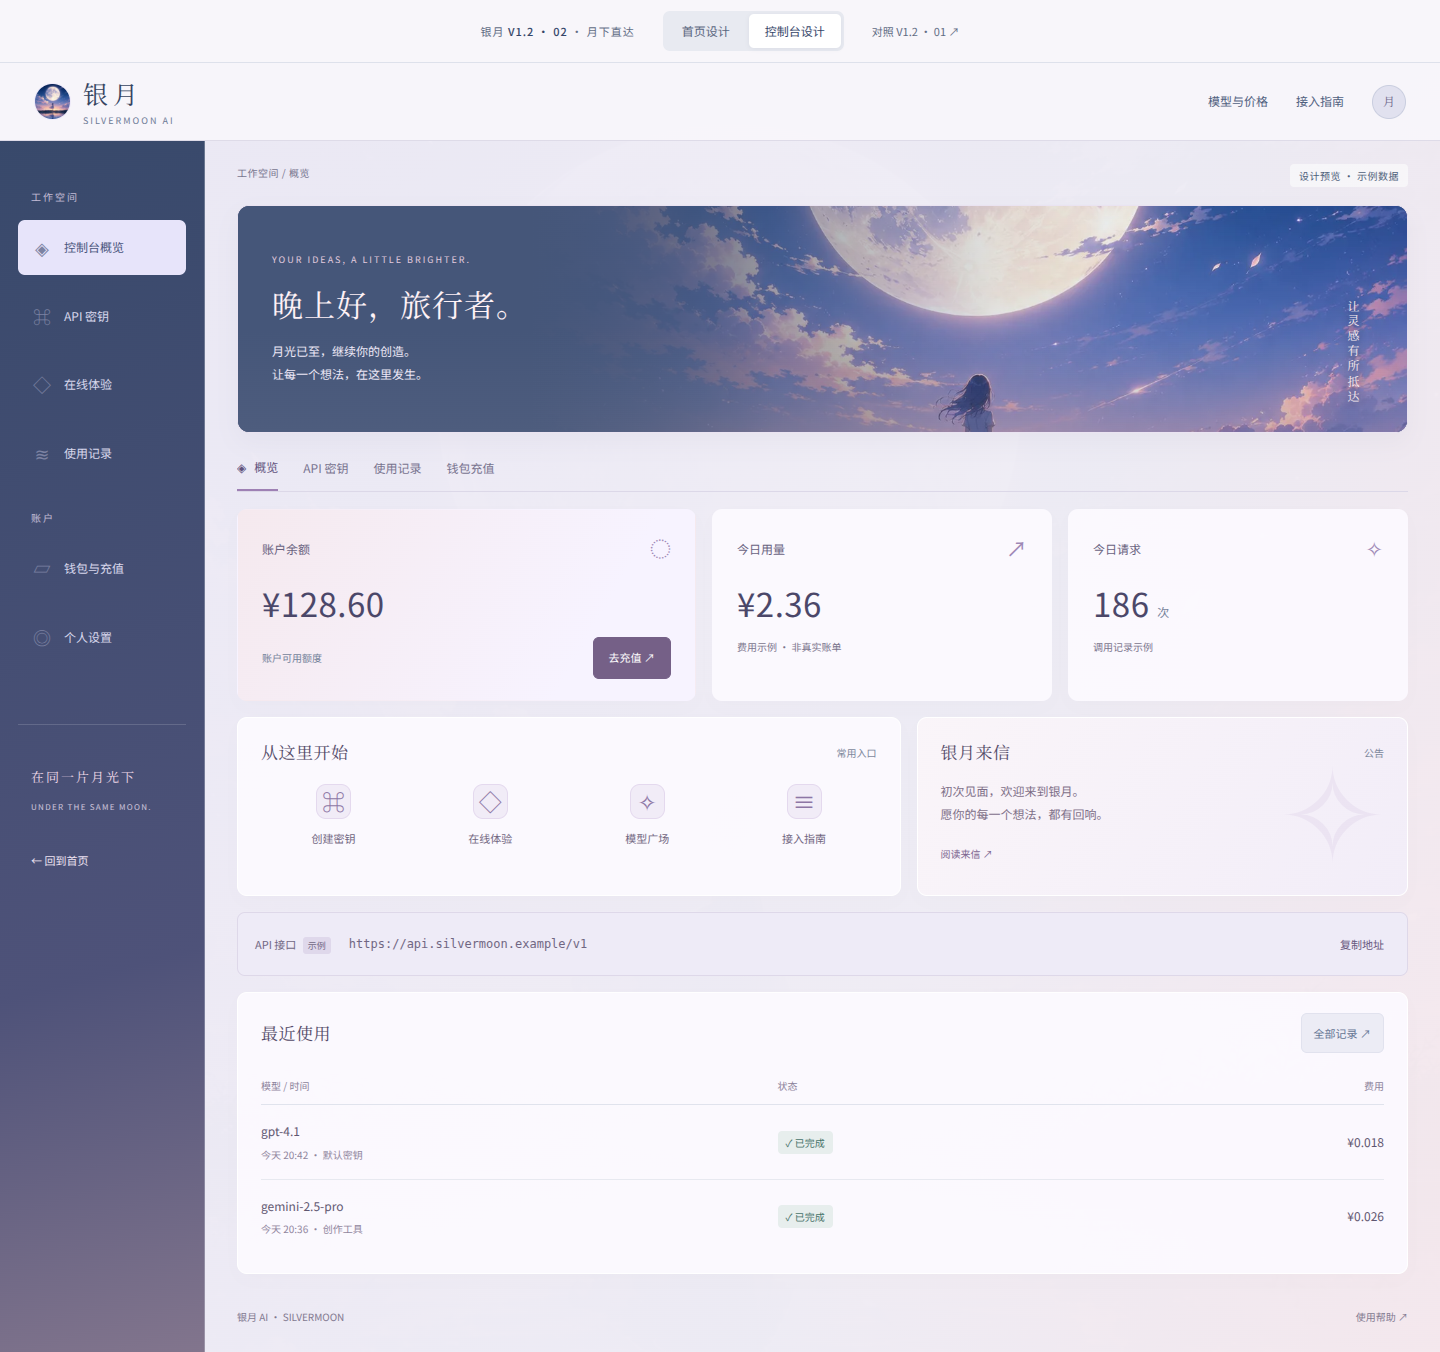 银月 V1.2 · 02 · 月下直达
首页设计
控制台设计
对照 V1.2 · 01 ↗
银月
SILVERMOON AI
模型与价格
接入指南
月
工作空间
控制台概览
API 密钥
在线体验
使用记录
账户
钱包与充值
个人设置
在同一片月光下
UNDER THE SAME MOON.
← 回到首页
工作空间 / 概览
设计预览 · 示例数据
YOUR IDEAS, A LITTLE BRIGHTER.
晚上好，旅行者。
月光已至，继续你的创造。
让每一个想法，在这里发生。
让灵感有所抵达
概览
API 密钥
使用记录
钱包充值
账户余额
¥128.60
账户可用额度
去充值 ↗
今日用量
¥2.36
费用示例 · 非真实账单
今日请求
186 次
调用记录示例
从这里开始
常用入口
创建密钥
在线体验
模型广场
接入指南
银月来信
公告
初次见面，欢迎来到银月。
愿你的每一个想法，都有回响。
阅读来信 ↗
API 接口 示例 https://api.silvermoon.example/v1
复制地址
最近使用
全部记录 ↗
模型 / 时间
状态
费用
gpt-4.1
今天 20:42 · 默认密钥
✓ 已完成
¥0.018
gemini-2.5-pro
今天 20:36 · 创作工具
✓ 已完成
¥0.026
银月 AI · SILVERMOON
使用帮助 ↗